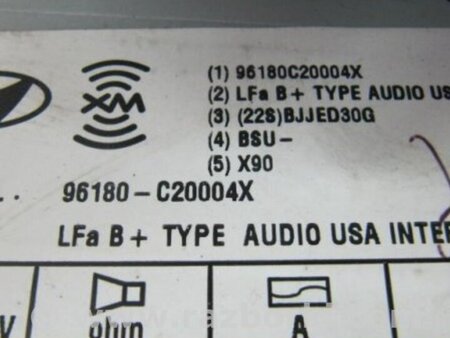 XM
(1) 96180C20004X
(2) LFa B+ TYPE AUDIO US
(3) (22S)BJJED30G
(4) BSU-
(5) X90
..
96180-C20004X
LFa B+ TYPE AUDIO USA INTE
V
ohm
A